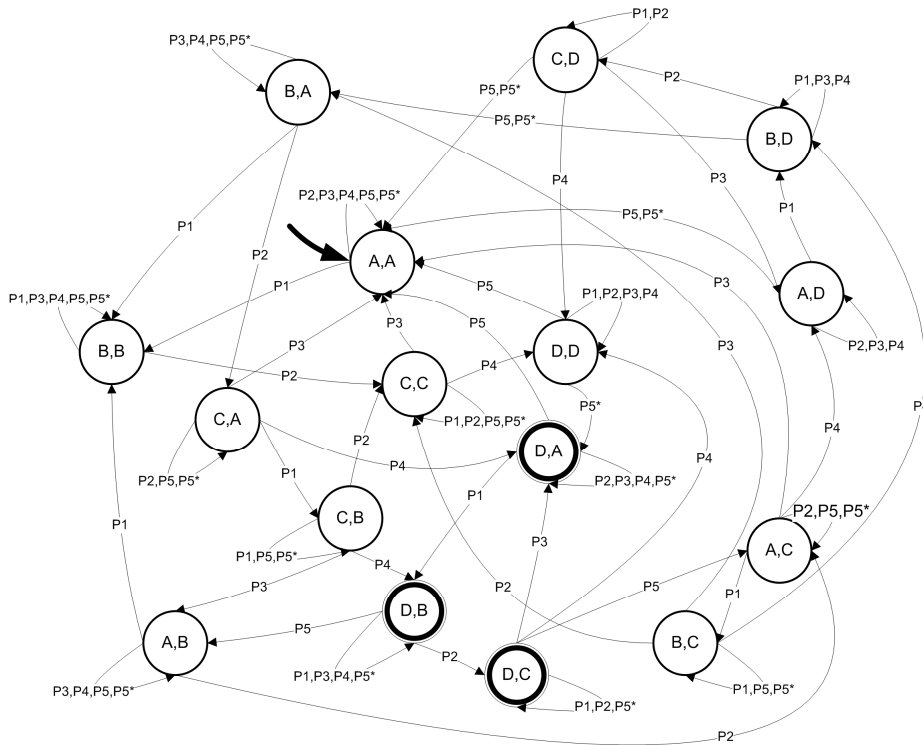 P1,P2
P3,P4,P5,P5*
C,D
P2
P1,P3,P4
B,A
P5,P5*
P5,P5*
B,D
P4
P3
P2,P3,P4,P5,P5*
P1
P5,P5*
P1
P2
A,A
P3
A,D
P1
P5
P1,P3,P4,P5,P5*
P1,P2,P3,P4
B,B
P3
P3
P5
D,D
P2,P3,P4
P3
P2
C,C
P4
P5*
C,A
P1,P2,P5,P5*
P4
P2
D,A
P4
P4
P2,P5,P5*
P1
P2,P3,P4,P5*
P1
P2,P5,P5*
C,B
P1
P3
A,C
P1,P5,P5*
P4
P3
P2
P5
P1
D,B
A,B
P5
B,C
P2
D,C
P1,P3,P4,P5*
P3,P4,P5,P5*
P1,P5,P5*
P1,P2,P5*
P2